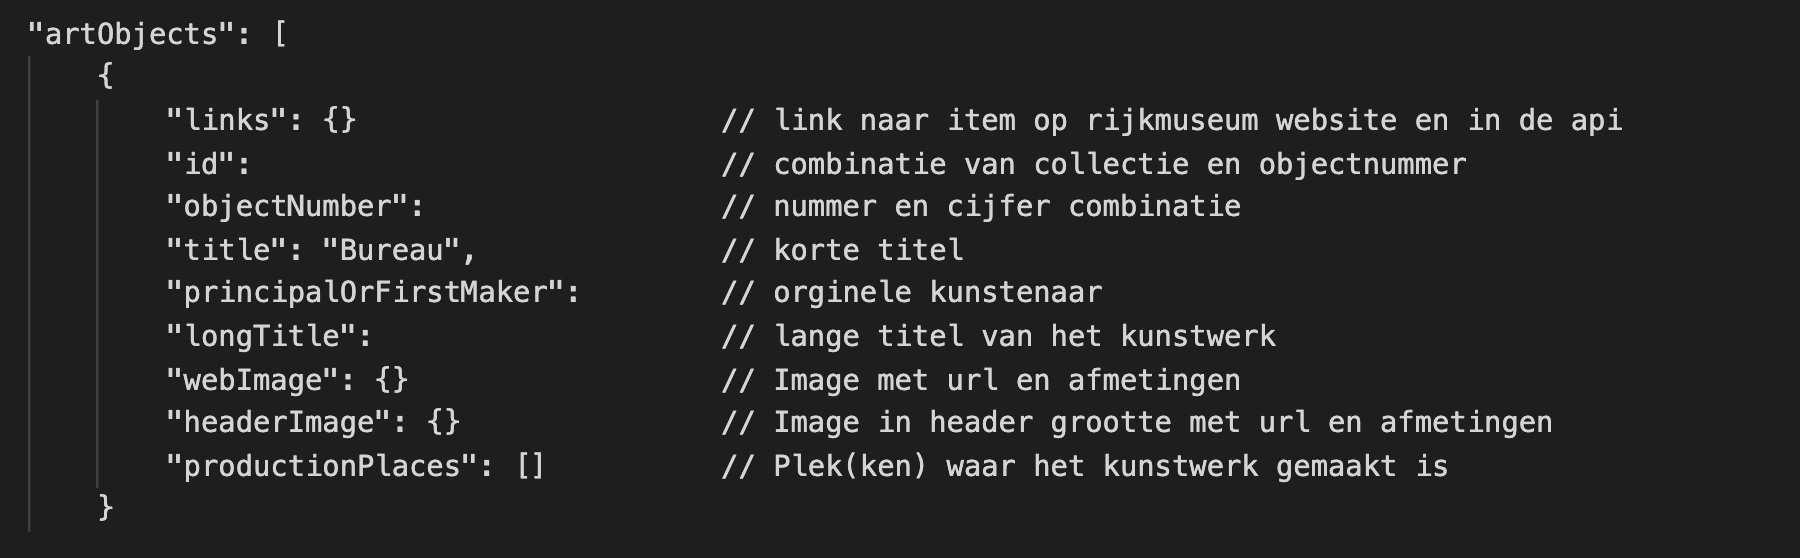 "artObjects": [
{
"links": {} // link naar item op rijkmuseum website en in de api
"id": // combinatie van collectie en objectnummer
"objectNumber": // nummer en cijfer combinatie
"title": "Bureau", // korte titel
"principalOrFirstMaker": // orginele kunstenaar
"longTitle": // lange titel van het kunstwerk
"webImage": {} // Image met url en afmetingen
"headerImage": {} // Image in header grootte met url en afmetingen
"productionPlaces": [] // Plek(ken) waar het kunstwerk gemaakt is
}